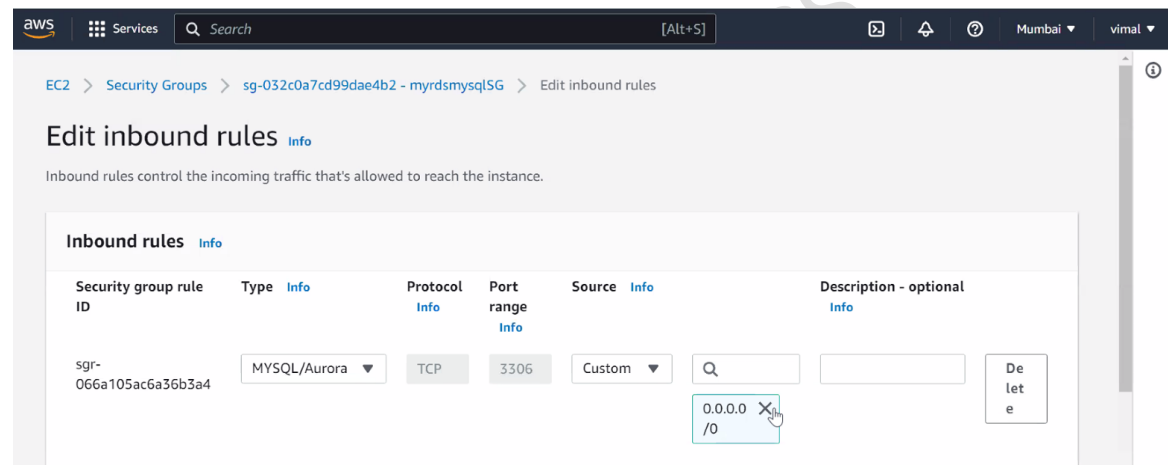 aws Services Search [Alt+S] Mumbai vimal
EC2 > Security Groups > sg-032c0a7cd99dae4b2 - myrdsmysqlSG > Edit inbound rules
Edit inbound rules Info
Inbound rules control the incoming traffic that's allowed to reach the instance.
Inbound rules Info
Security group rule ID
Type Info
Protocol Info
Port range Info
Source Info
Description - optional Info
sgr-
066a105ac6a36b3a4
MYSQL/Aurora
TCP
3306
Custom
0.0.0.0
/0
De
let
e